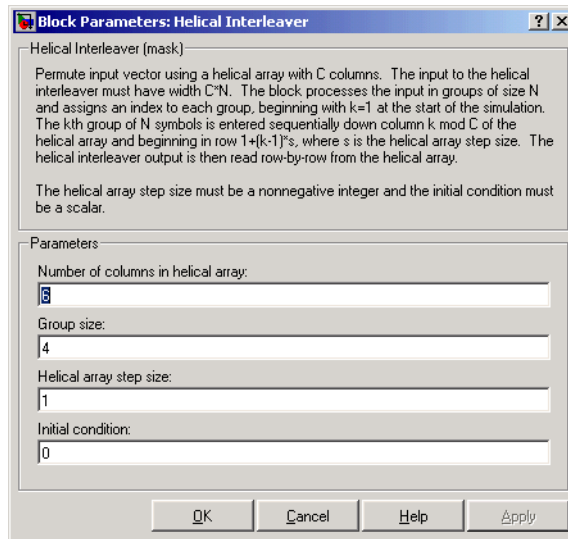 Block Parameters: Helical Interleaver
Helical Interleaver (mask)
Permute input vector using a helical array with C columns. The input to the helical
interleaver must have width C*N. The block processes the input in groups of size N
and assigns an index to each group, beginning with k=1 at the start of the simulation.
The kth group of N symbols is entered sequentially down column k mod C of the
helical array and beginning in row 1+(k-1)*s, where s is the helical array step size. The
helical interleaver output is then read row-by-row from the helical array.
The helical array step size must be a nonnegative integer and the initial condition must
be a scalar.
Parameters
Number of columns in helical array:
6
Group size:
4
Helical array step size:
1
Initial condition:
0
OK Cancel Help Apply